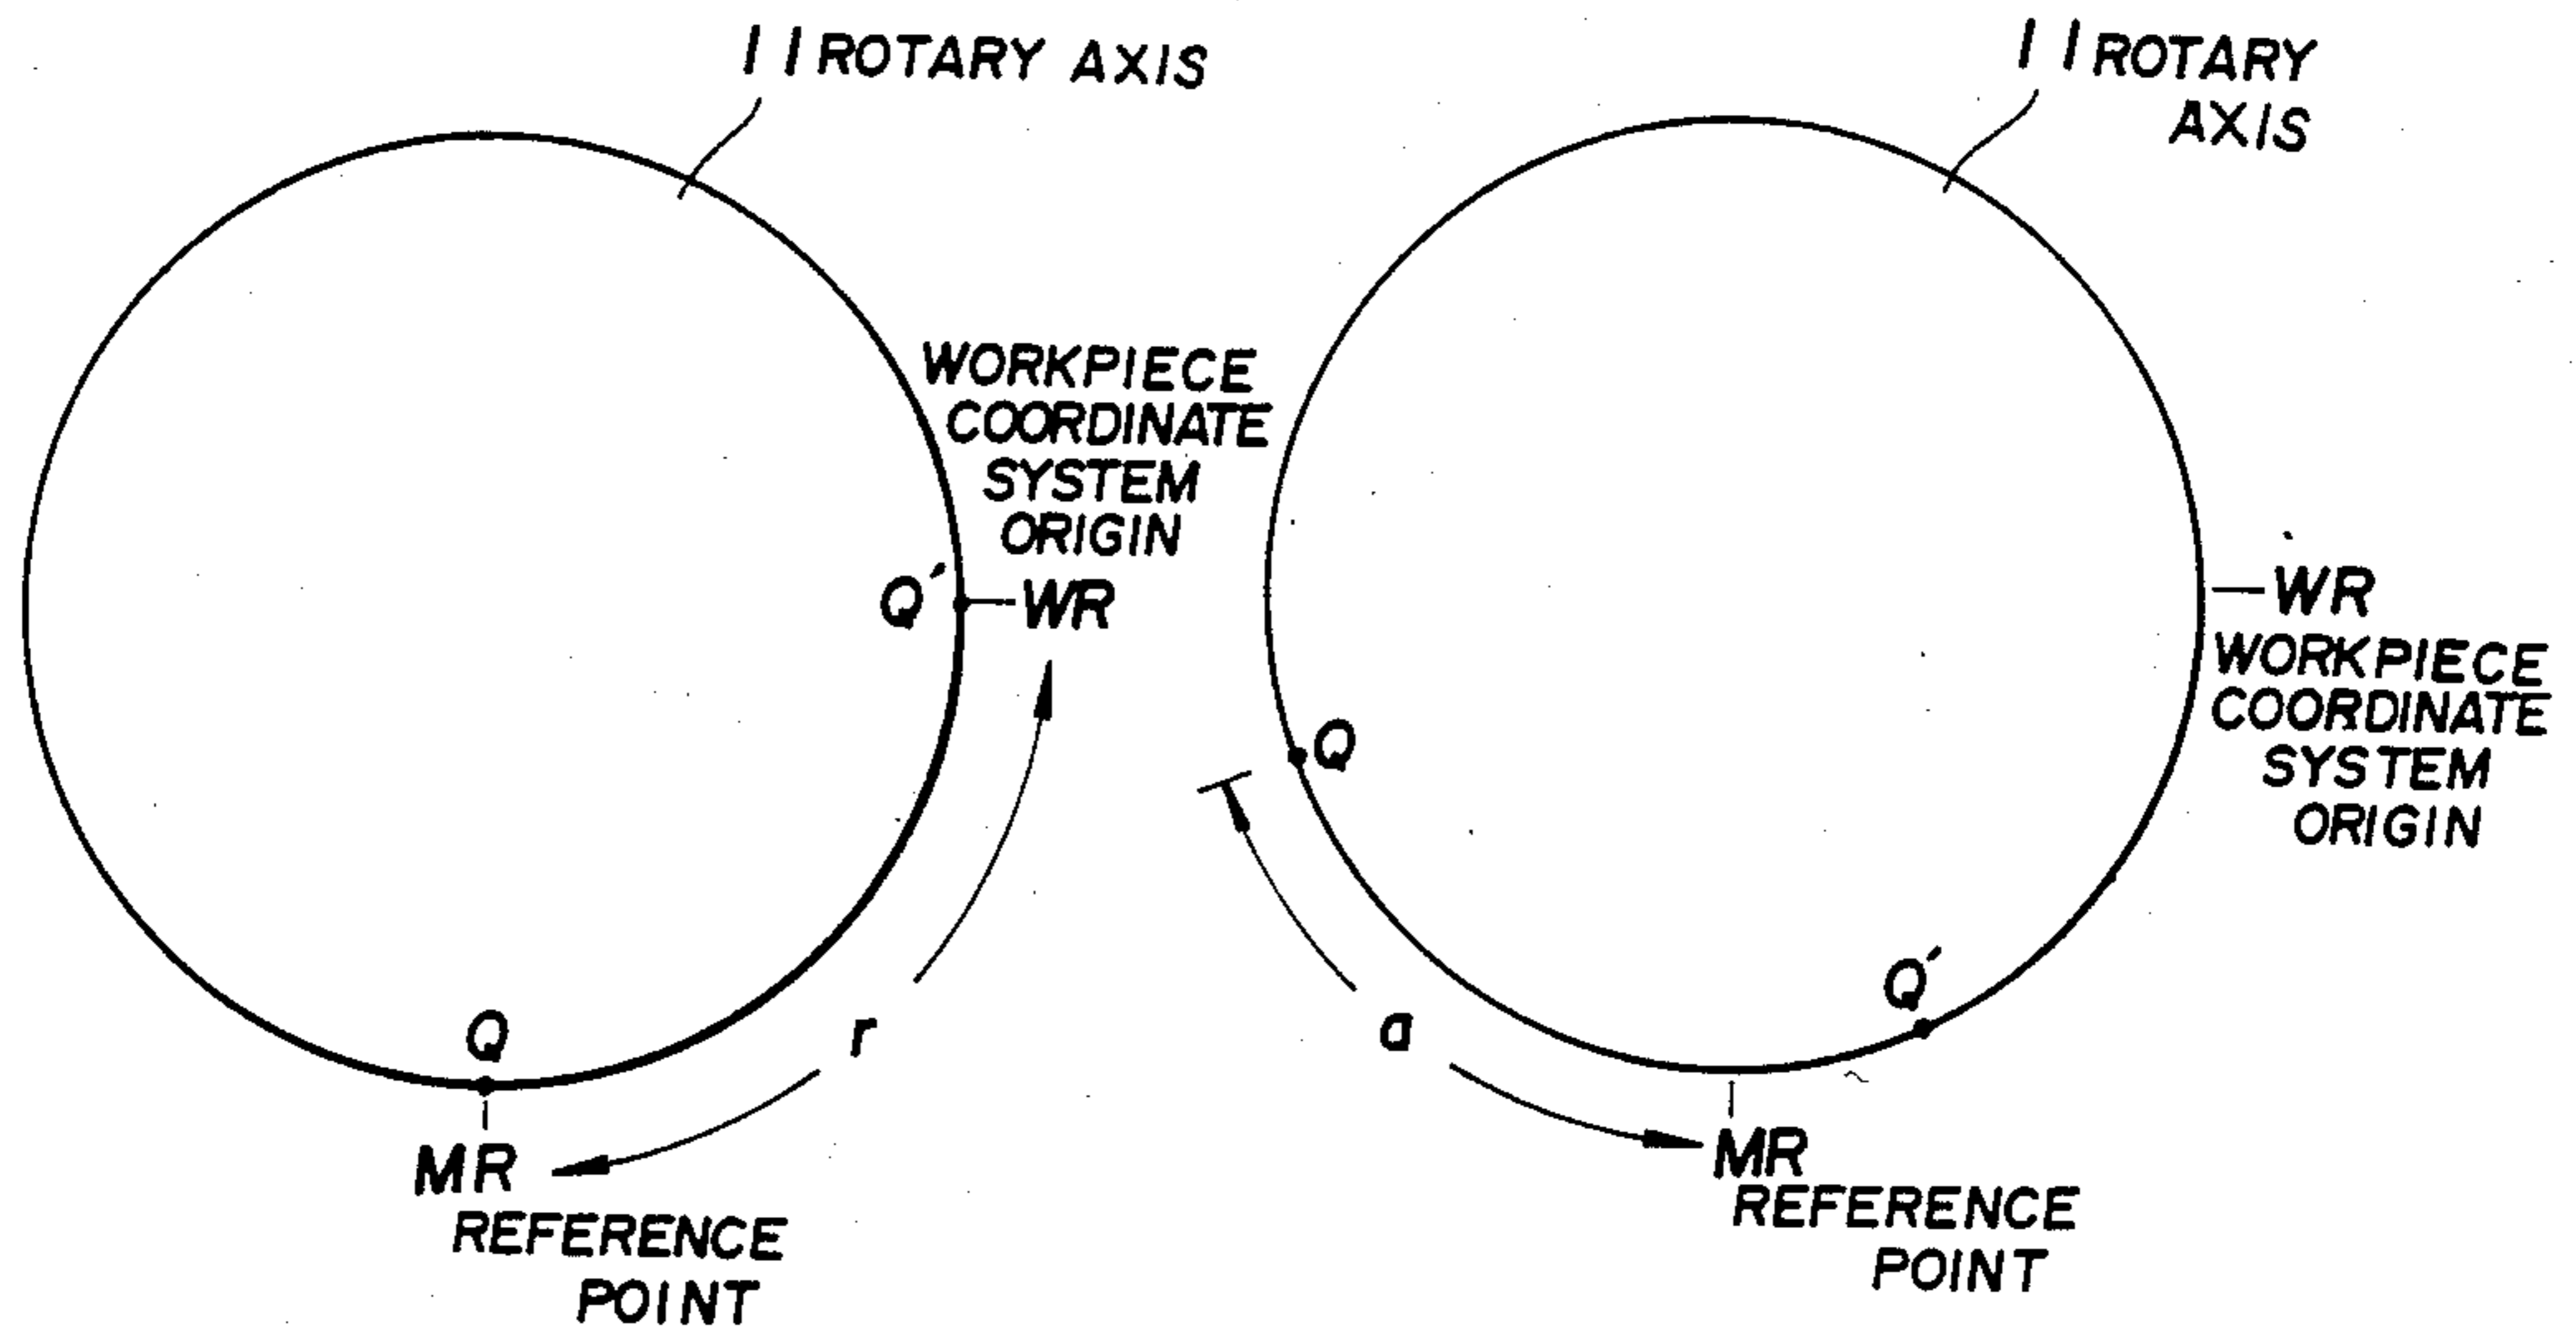 11 ROTARY AXIS
WORKPIECE
COORDINATE
SYSTEM
ORIGIN
Q´
WR
r
Q
MR
REFERENCE
POINT
11 ROTARY
AXIS
WR
WORKPIECE
COORDINATE
SYSTEM
ORIGIN
Q
Q´
a
MR
REFERENCE
POINT